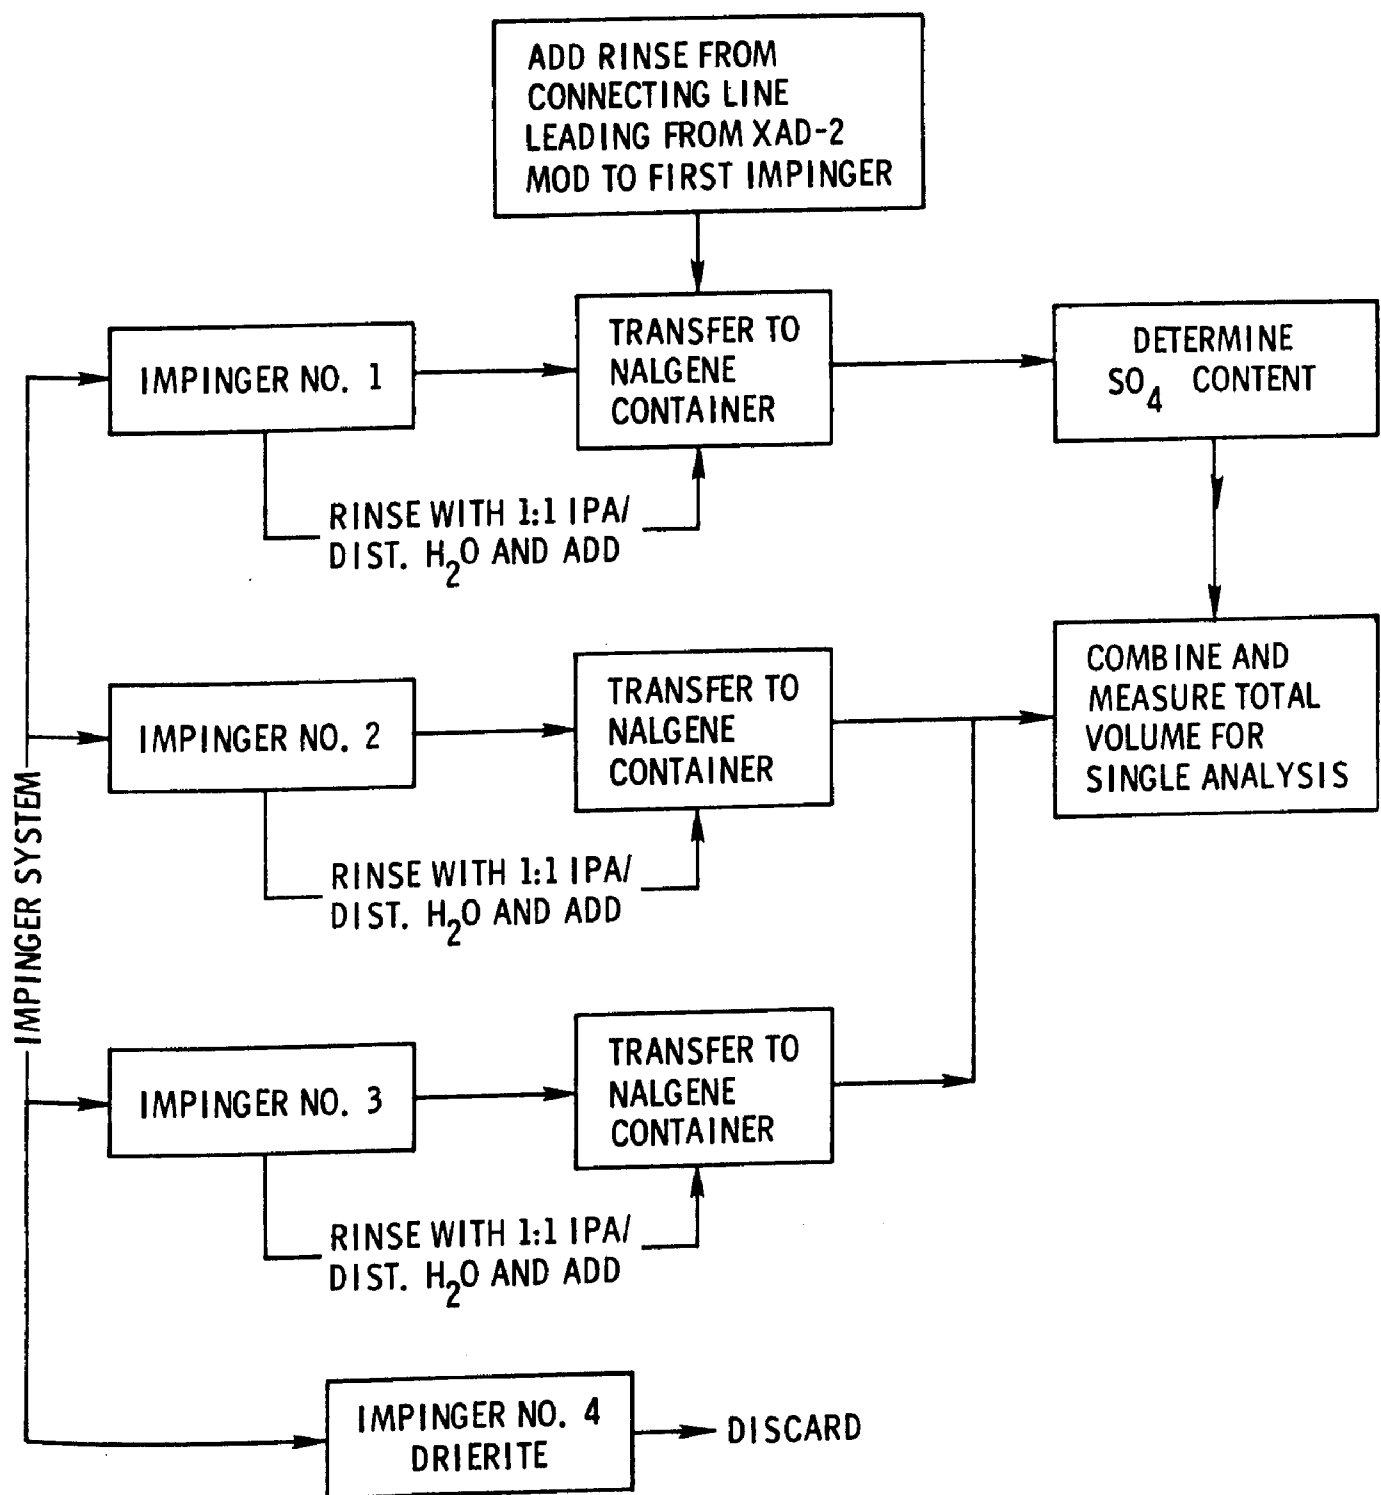 ADD RINSE FROM
CONNECTING LINE
LEADING FROM XAD-2
MOD TO FIRST IMPINGER
IMPINGER NO. 1
TRANSFER TO
NALGENE
CONTAINER
DETERMINE
SO4 CONTENT
RINSE WITH 1:1 IPA/
DIST. H2O AND ADD
IMPINGER NO. 2
TRANSFER TO
NALGENE
CONTAINER
COMBINE AND
MEASURE TOTAL
VOLUME FOR
SINGLE ANALYSIS
RINSE WITH 1:1 IPA/
DIST. H2O AND ADD
IMPINGER SYSTEM
IMPINGER NO. 3
TRANSFER TO
NALGENE
CONTAINER
RINSE WITH 1:1 IPA/
DIST. H2O AND ADD
IMPINGER NO. 4
DRIERITE
DISCARD